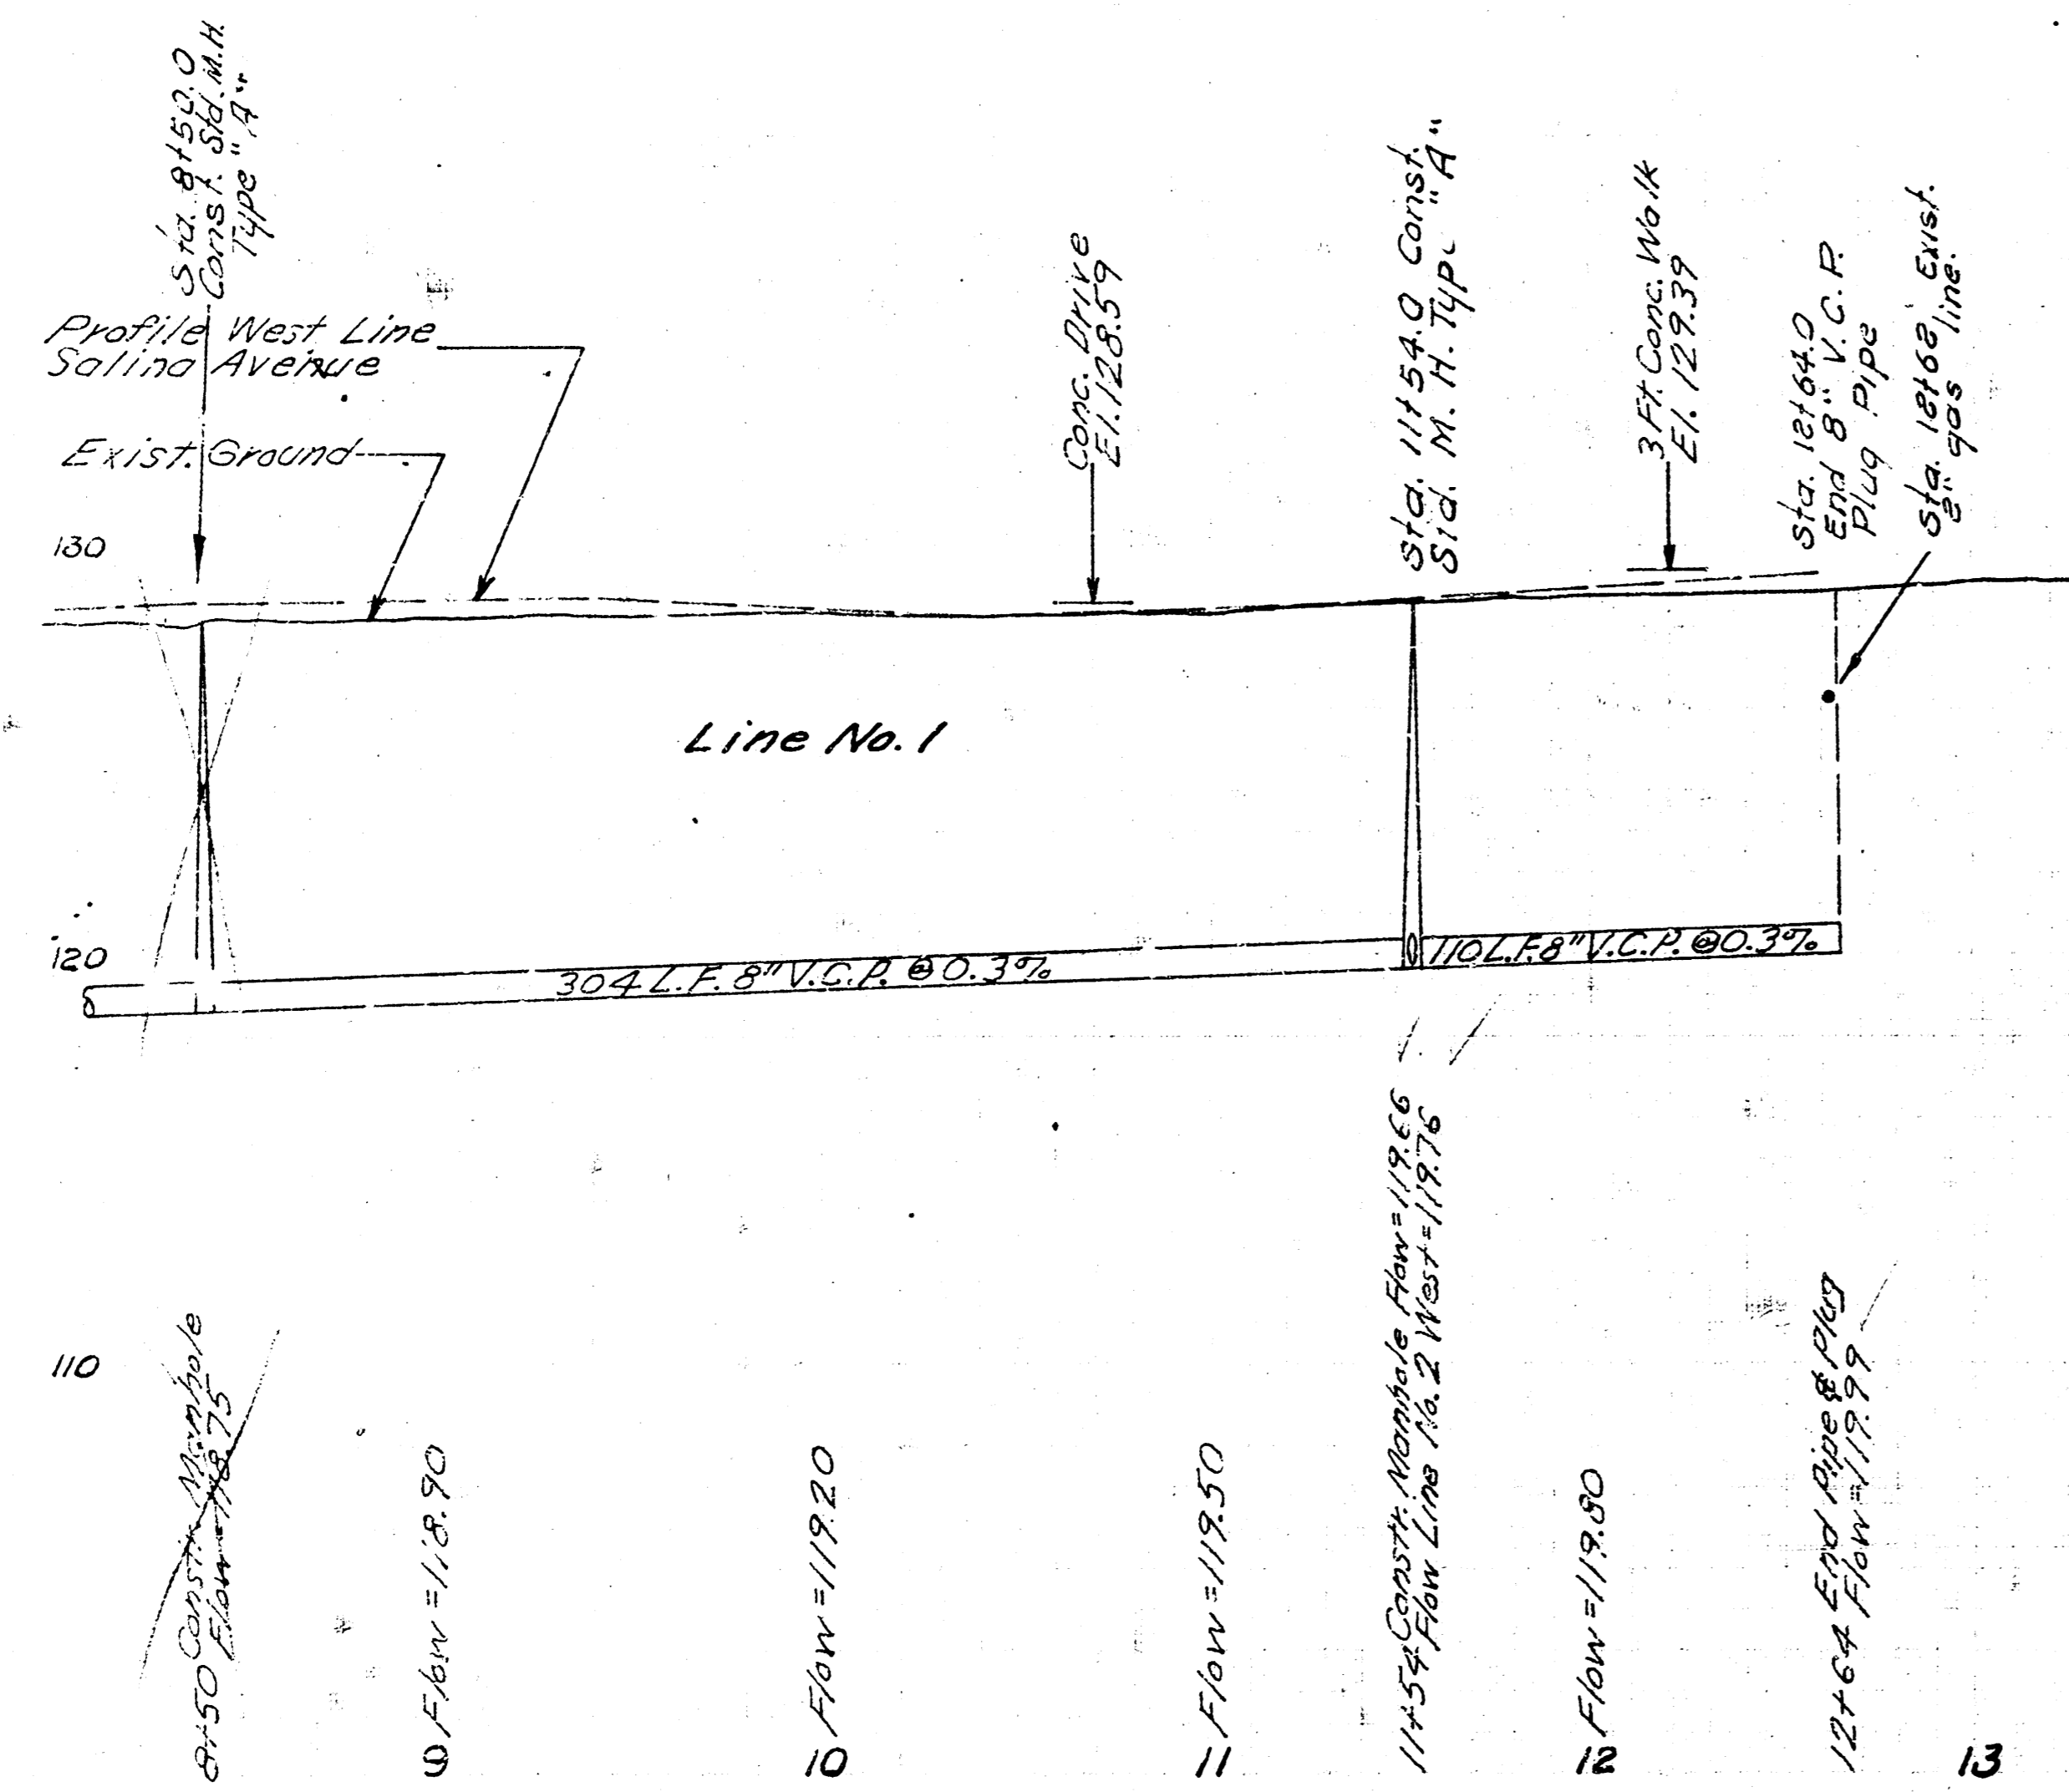 Sta. 8+50.0
Const. Std. M.H.
Type "A"
Profile West Line
Salina Avenue
Exist. Ground
Conc. Drive
El. 128.59
Sta. 11+54.0 Const.
Std. M. H. Type "A"
3 Ft. Conc. Walk
El. 129.39
Sta. 12+64.0
End 8" V.C.P.
Plug Pipe
Sta. 12+62 Exist.
2" gas line.
130
Line No. 1
120
304 L.F. 8" V.C.P. @ 0.3%
110 L.F. 8" V.C.P. @ 0.3%
110
8+50 Constr. Manhole
Flow = 118.75
Flow = 118.90
Flow = 119.20
Flow = 119.50
11+54 Constr. Manhole Flow = 119.66
Flow Line No. 2 West = 119.76
Flow = 119.80
12+64 End Pipe & Plug
Flow = 119.99
9
10
11
12
13